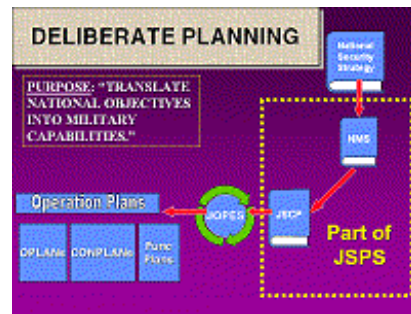 DELIBERATE PLANNING
National
Security
Strategy
PURPOSE: "TRANSLATE
NATIONAL OBJECTIVES
INTO MILITARY
CAPABILITIES."
NMS
JSCP
JOPES
Operation Plans
OPLANs
CONPLANs
Func
Plans
Part of
JSPS